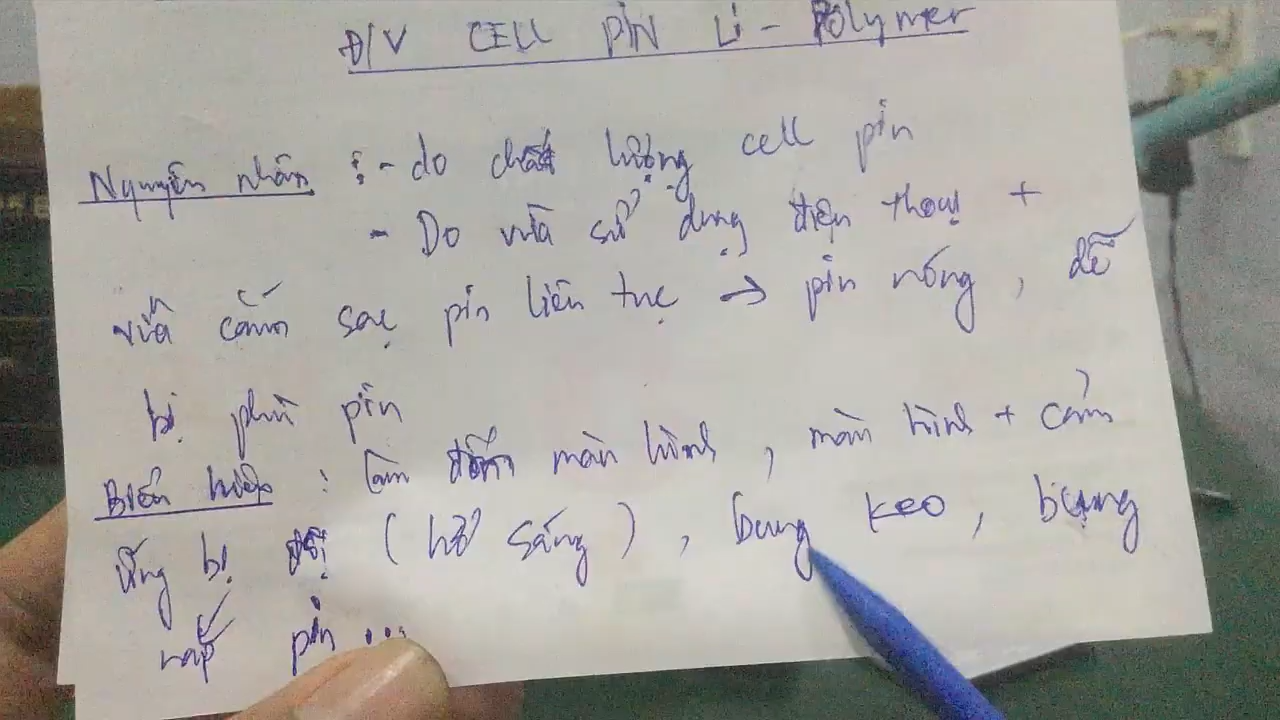 Đ/V CELL PIN Li - Polymer
Nguyên nhân : - do chất lượng cell pin
- Do vừa sử dụng điện thoại +
vừa cắm sạc pin liên tục → pin nóng, dễ
bị phù pin
Biểu hiện : làm màn hình, màn hình + cảm
ứng bị (hở sáng), bung keo, bụng
nắp pin...